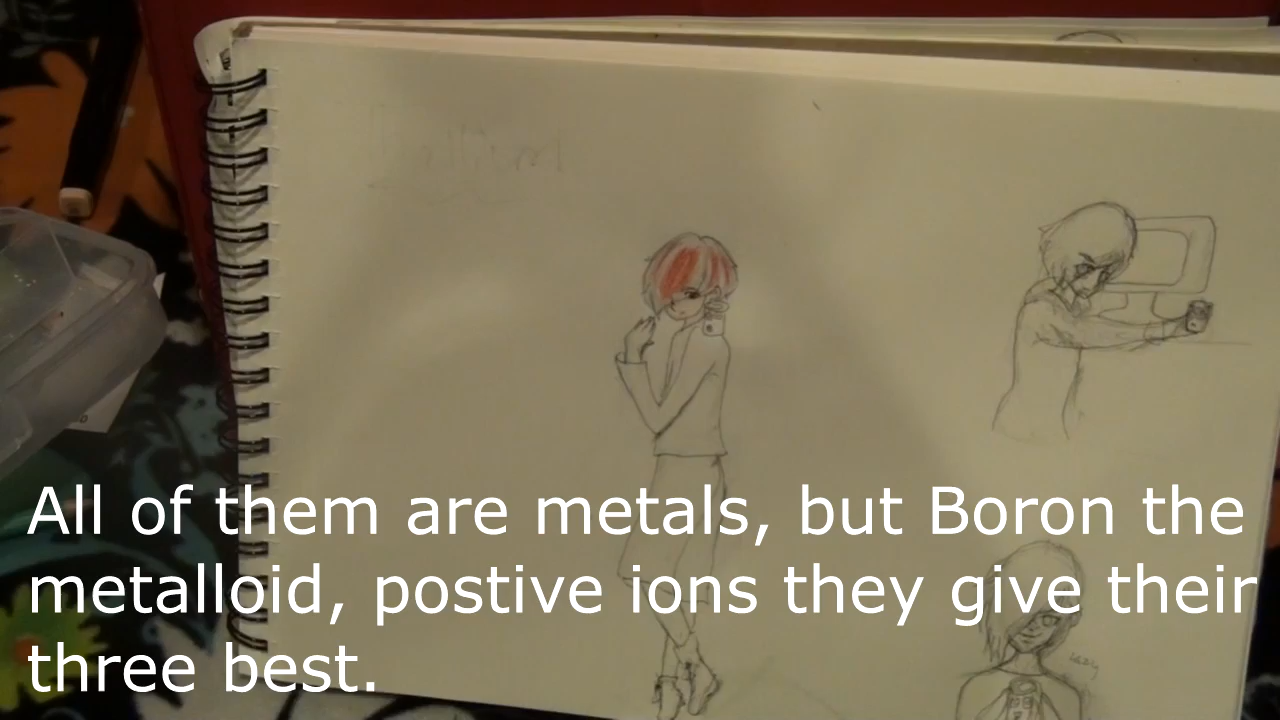 All of them are metals, but Boron the
metalloid, postive ions they give their
three best.